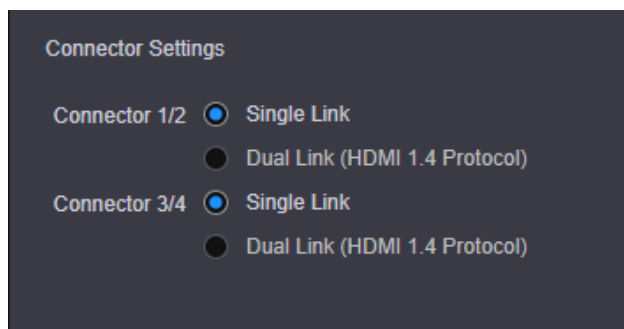 Connector Settings
Connector 1/2 Single Link
Dual Link (HDMI 1.4 Protocol)
Connector 3/4 Single Link
Dual Link (HDMI 1.4 Protocol)